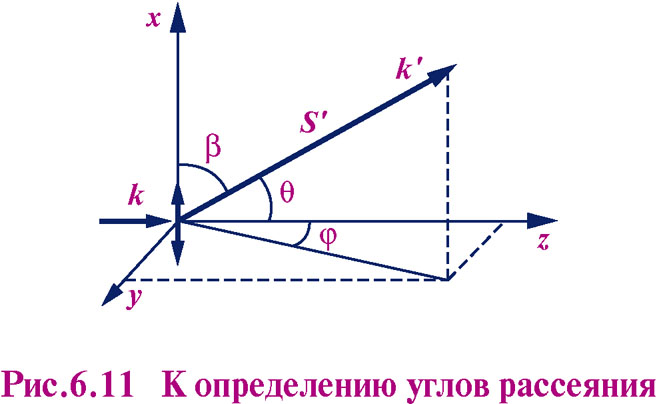 x
k'
S'
β
k
θ
φ
z
y
Рис.6.11 К определению углов рассеяния